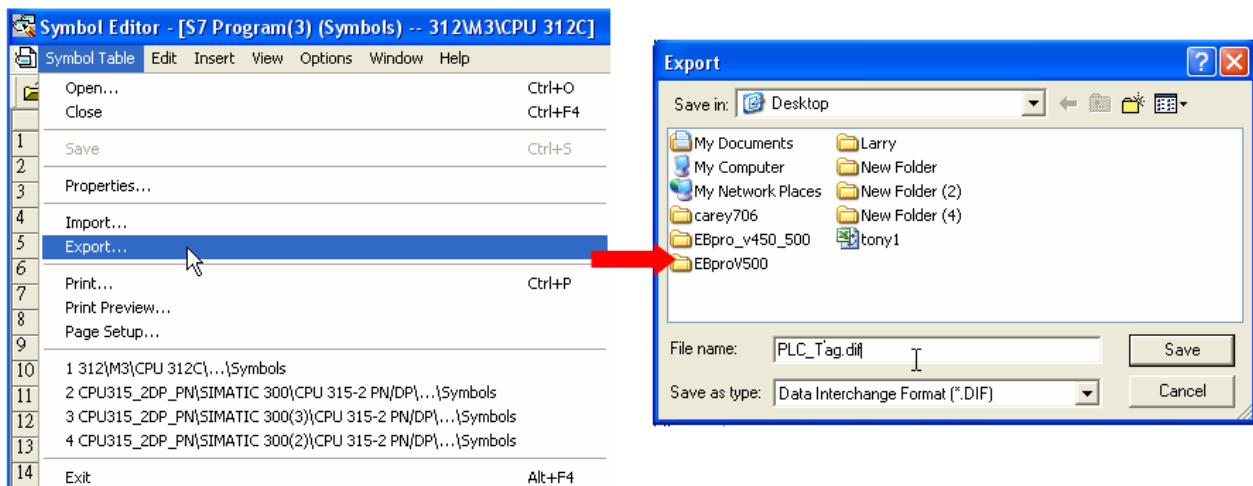 Symbol Editor - [S7 Program(3) (Symbols) -- 312\M3\CPU 312C]
Symbol Table Edit Insert View Options Window Help
Open... Ctrl+O
Close Ctrl+F4
1
Save Ctrl+S
2
Properties...
3
4
Import...
5
Export...
6
Print... Ctrl+P
7
Print Preview...
8
Page Setup...
9
10 1 312\M3\CPU 312C\...\Symbols
11 2 CPU315_2DP_PN\SIMATIC 300\CPU 315-2 PN/DP\...\Symbols
12 3 CPU315_2DP_PN\SIMATIC 300(3)\CPU 315-2 PN/DP\...\Symbols
13 4 CPU315_2DP_PN\SIMATIC 300(2)\CPU 315-2 PN/DP\...\Symbols
14 Exit Alt+F4
Export
Save in: Desktop
My Documents Larry
My Computer New Folder
My Network Places New Folder (2)
carey706 New Folder (4)
EBpro_v450_500 tony1
EBproV500
File name: PLC_Tag.dif Save
Save as type: Data Interchange Format (*.DIF) Cancel